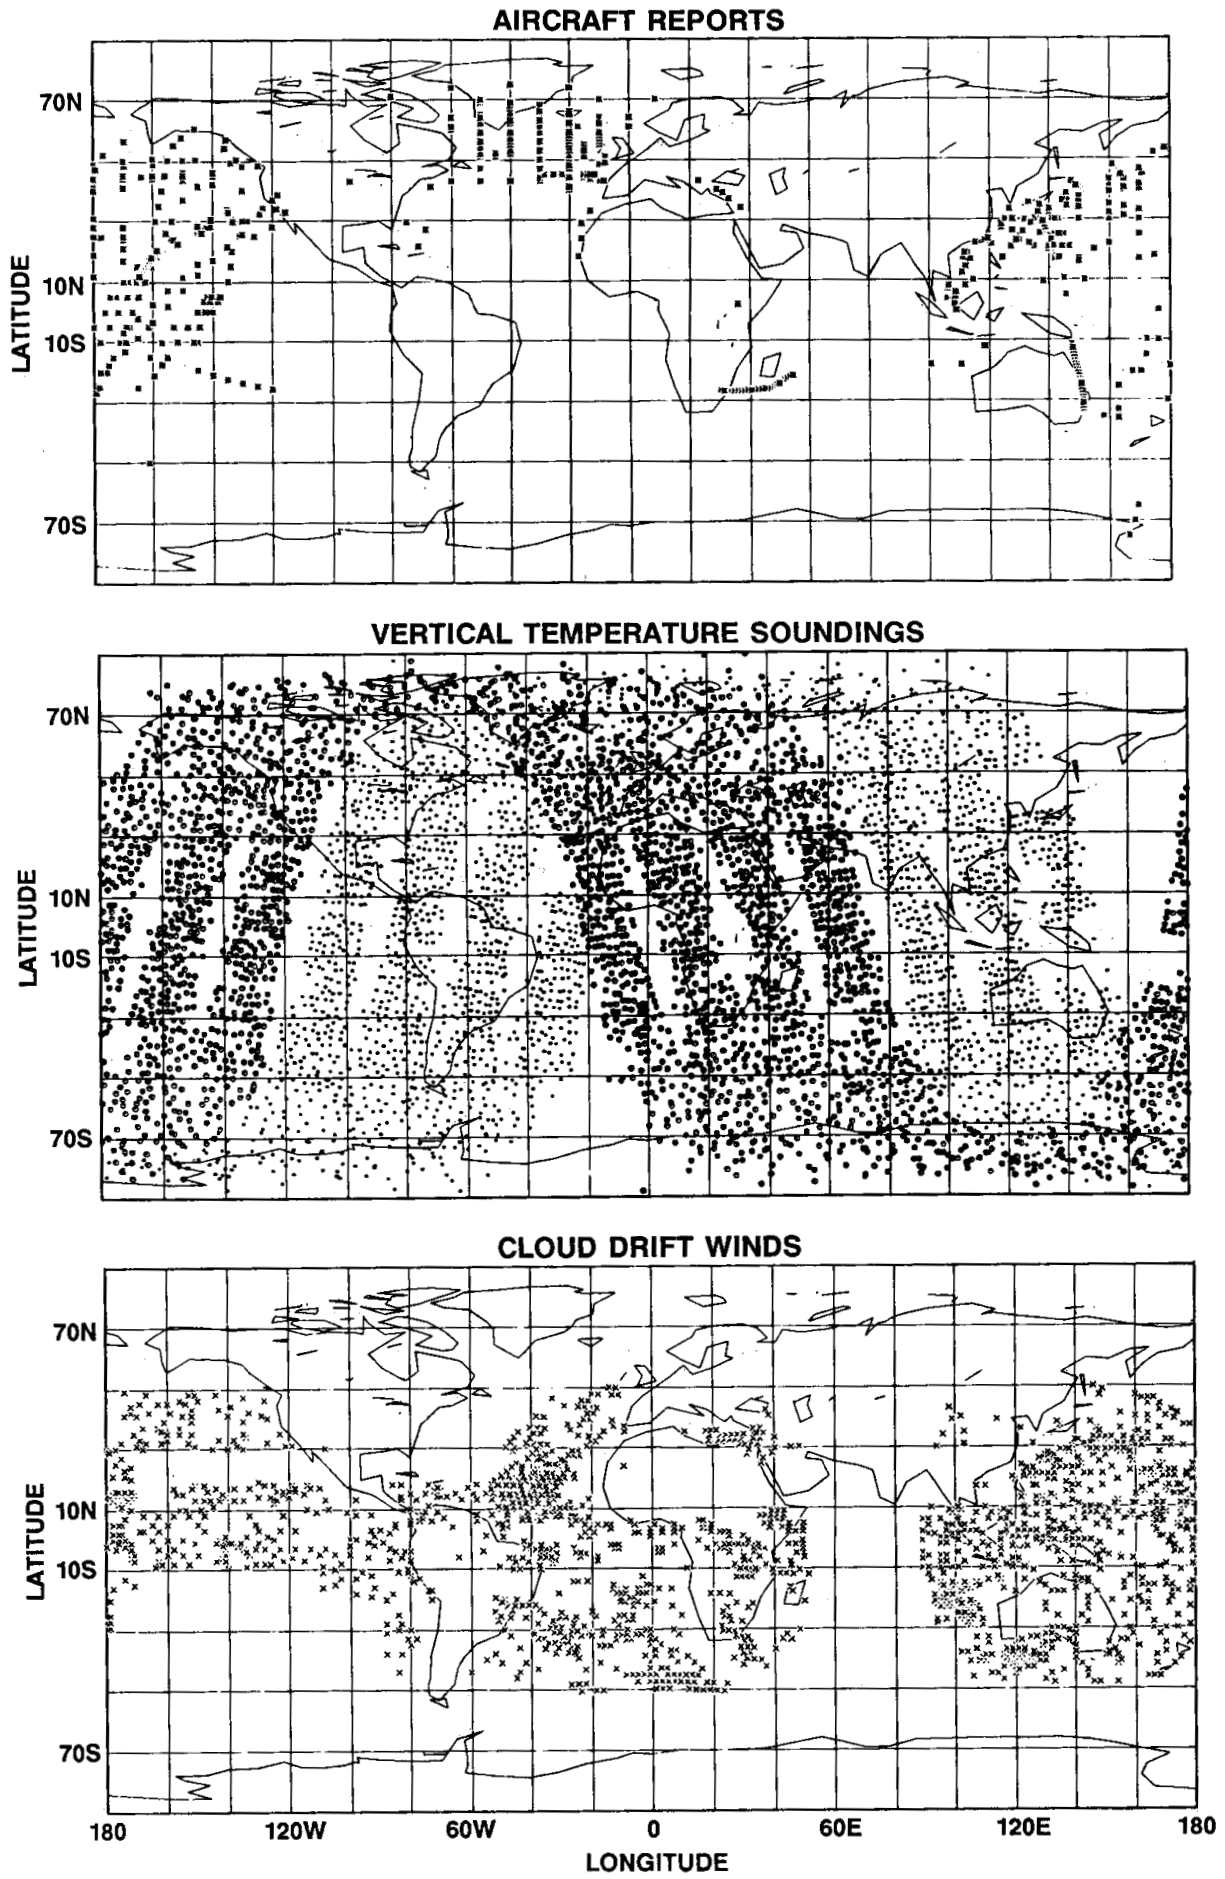 AIRCRAFT REPORTS
70N
10N
10S
70S
LATITUDE
VERTICAL TEMPERATURE SOUNDINGS
70N
10N
10S
70S
LATITUDE
CLOUD DRIFT WINDS
70N
10N
10S
70S
LATITUDE
180 120W 60W 0 60E 120E 180
LONGITUDE